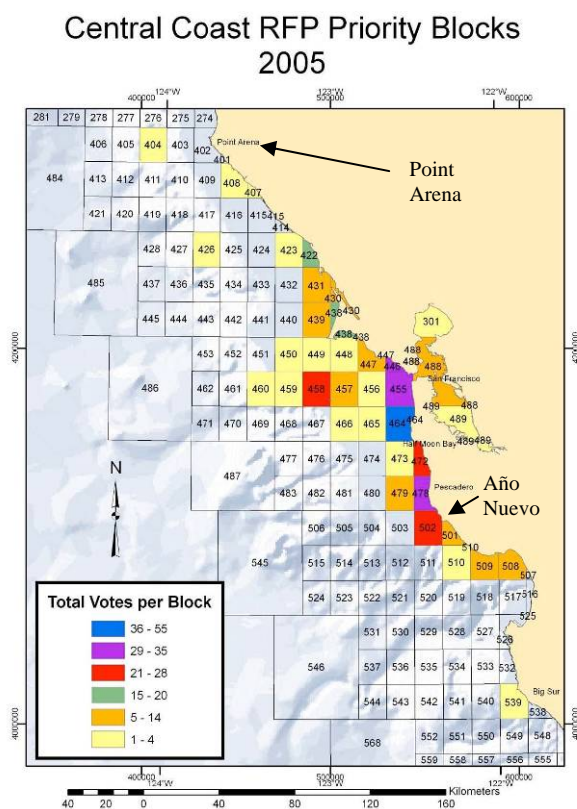 Central Coast RFP Priority Blocks
2005
400000 124°W 500000 123°W 122°W 600000
281 279 278 277 276 275 274
406 405 404 403 402 Point Arena
401
484 413 412 411 410 409 408 407
Point
Arena
421 420 419 418 417 416 415 415
414
428 427 426 425 424 423 422
485 437 436 435 434 433 432 431
430 430
445 444 443 442 441 440 439 438
438 438
301
4200000 4200000
453 452 451 450 449 448 447 447 446 488 488 488
San Francisco
486 462 461 460 459 458 457 456 455 489 488
471 470 469 468 467 466 465 464 464 489
489 489
Half Moon Bay
487 477 476 475 474 473 472
483 482 481 480 479 478 Pescadero
Año
Nuevo
N
506 505 504 503 502 501
510
545 515 514 513 512 511 510 509 508 507
524 523 522 521 520 519 518 517 516
525
531 530 529 528 527 526
546 537 536 535 534 533 532
Big Sur
544 543 542 541 540 539 538
4000000 4000000
568 552 551 550 549 548
559 558 557 556 555
Total Votes per Block
36 - 55
29 - 35
21 - 28
15 - 20
5 - 14
1 - 4
400000 124°W 500000 123°W 600000 122°W
Kilometers
40 20 0 40 80 120 160